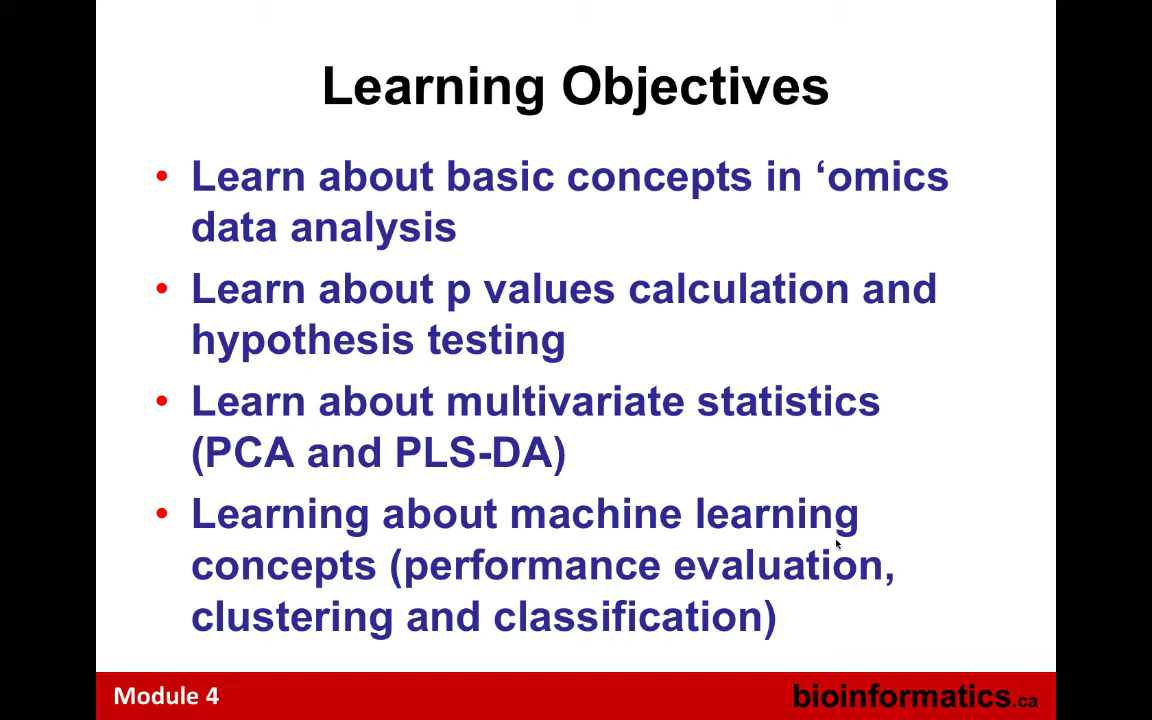 Learning Objectives
• Learn about basic concepts in ‘omics
data analysis
• Learn about p values calculation and
hypothesis testing
• Learn about multivariate statistics
(PCA and PLS-DA)
• Learning about machine learning
concepts (performance evaluation,
clustering and classification)
Module 4
bioinformatics.ca